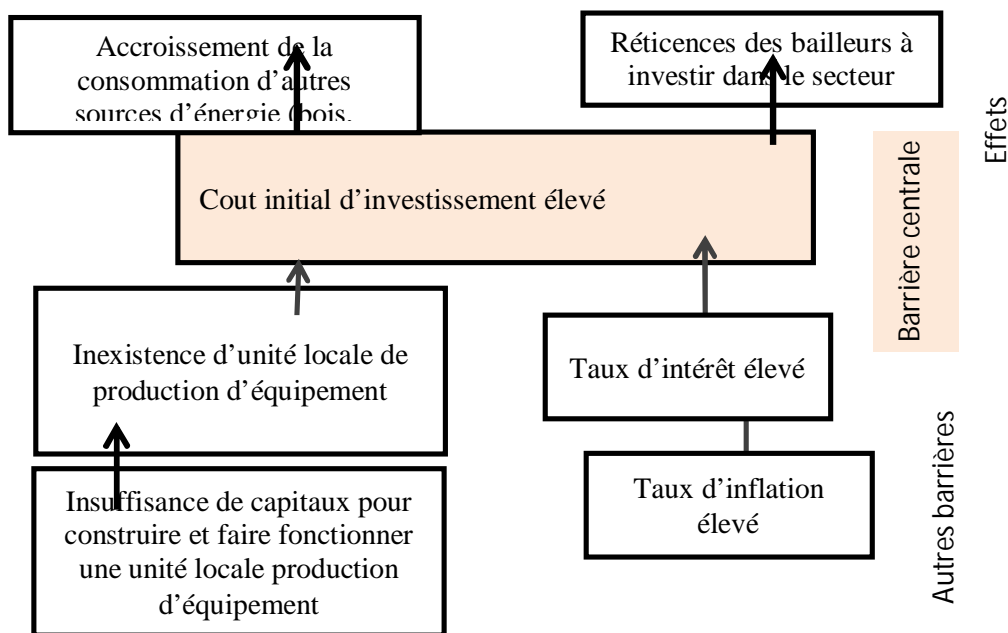 Accroissement de la
consommation d'autres
sources d'énergie (bois,
Réticences des bailleurs à
investir dans le secteur
Effets
Cout initial d'investissement élevé
Barrière centrale
Inexistence d'unité locale de
production d'équipement
Taux d'intérêt élevé
Insuffisance de capitaux pour
construire et faire fonctionner
une unité locale production
d'équipement
Taux d'inflation
élevé
Autres barrières